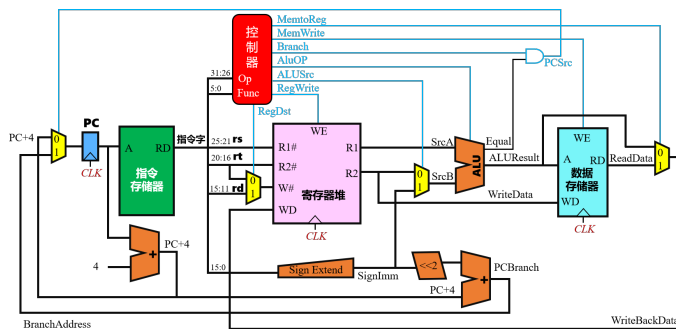 控制器
Op
Func
31:26
5:0
MemtoReg
MemWrite
Branch
AluOP
ALUSrc
RegWrite
RegDst
PCSrc
PC+4
0
1
PC
CLK
A
RD
指令
存储器
指令字
25:21 rs
20:16 rt
15:11 rd
0
1
WE
R1#
R2#
W#
WD
R1
R2
寄存器堆
CLK
SrcA
SrcB
0
1
ALU
Equal
ALUResult
WriteData
WE
A
RD
数据
存储器
WD
CLK
ReadData
0
1
4
+
PC+4
15:0
Sign Extend
SignImm
<<2
+
PCBranch
PC+4
BranchAddress
WriteBackData